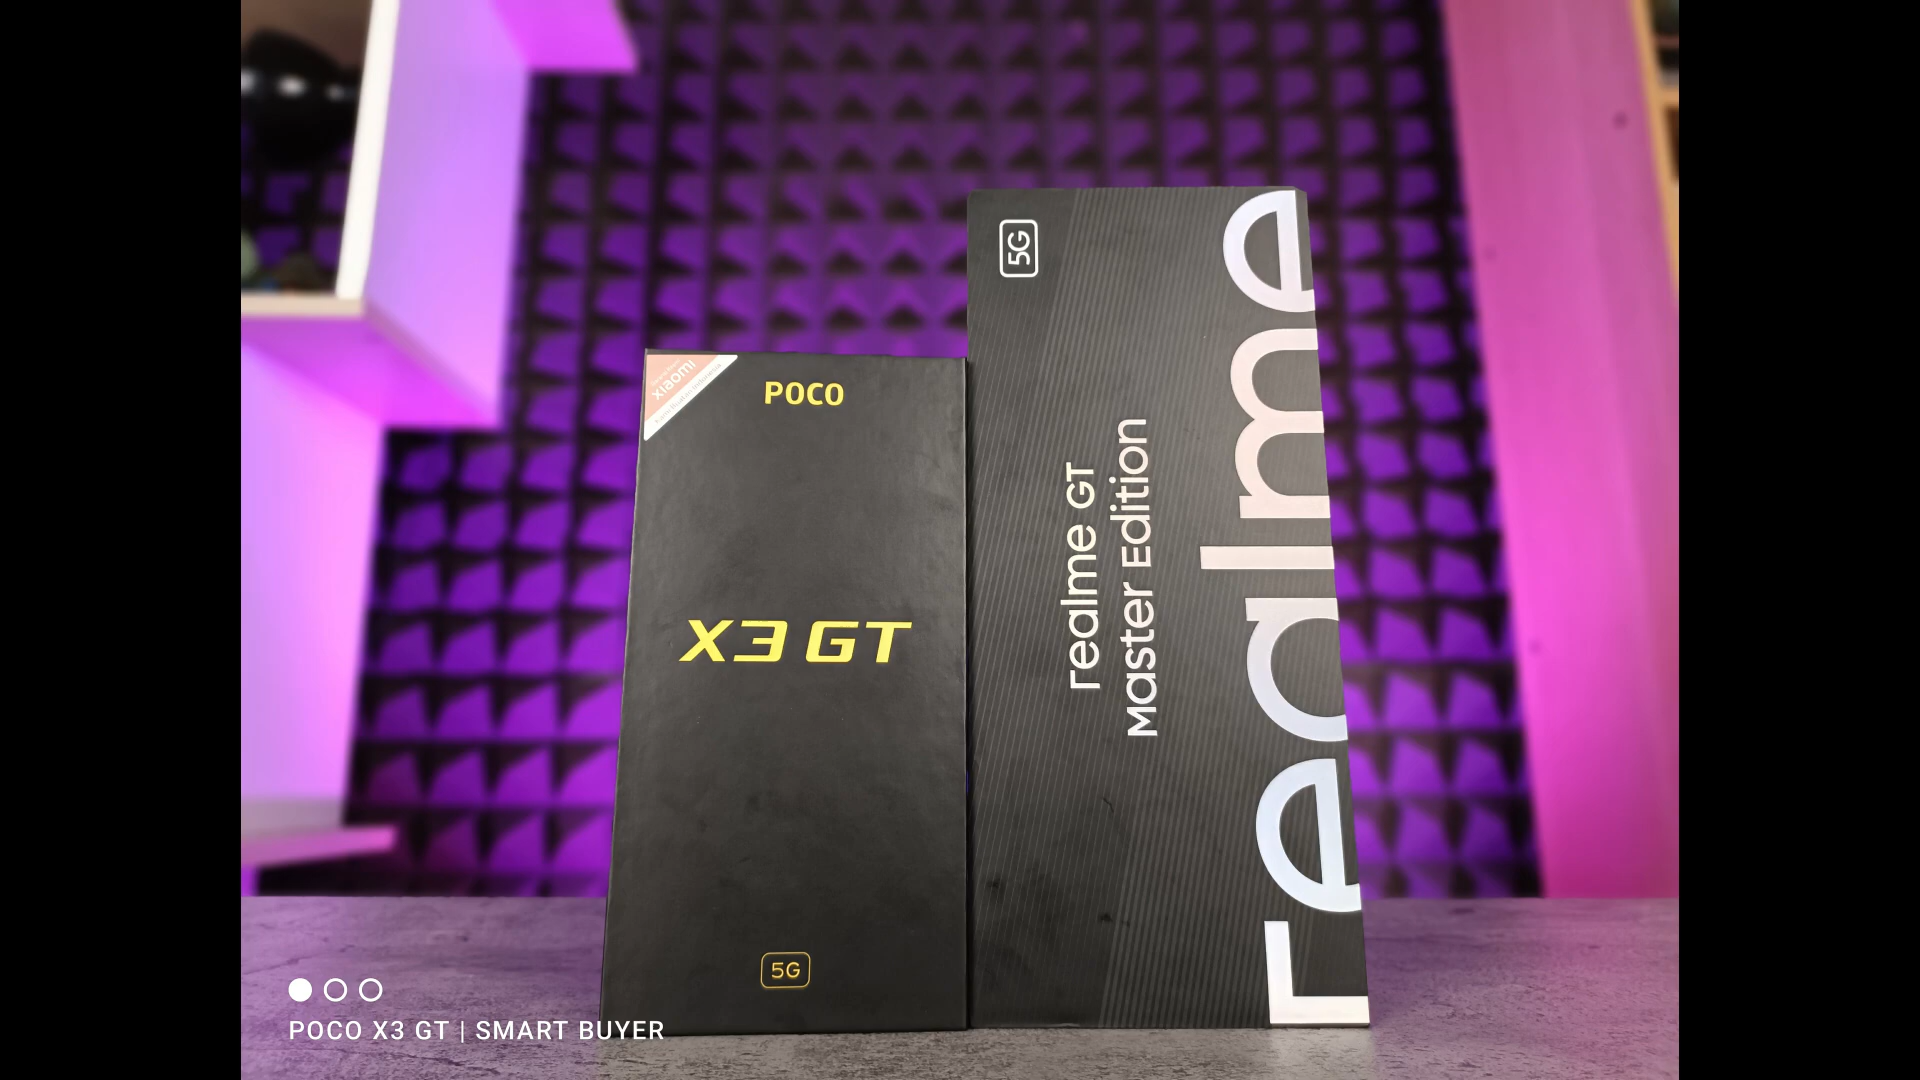 xiaomi
POCO
X3 GT
5G
5G
realme GT
Master Edition
realme
POCO X3 GT | SMART BUYER